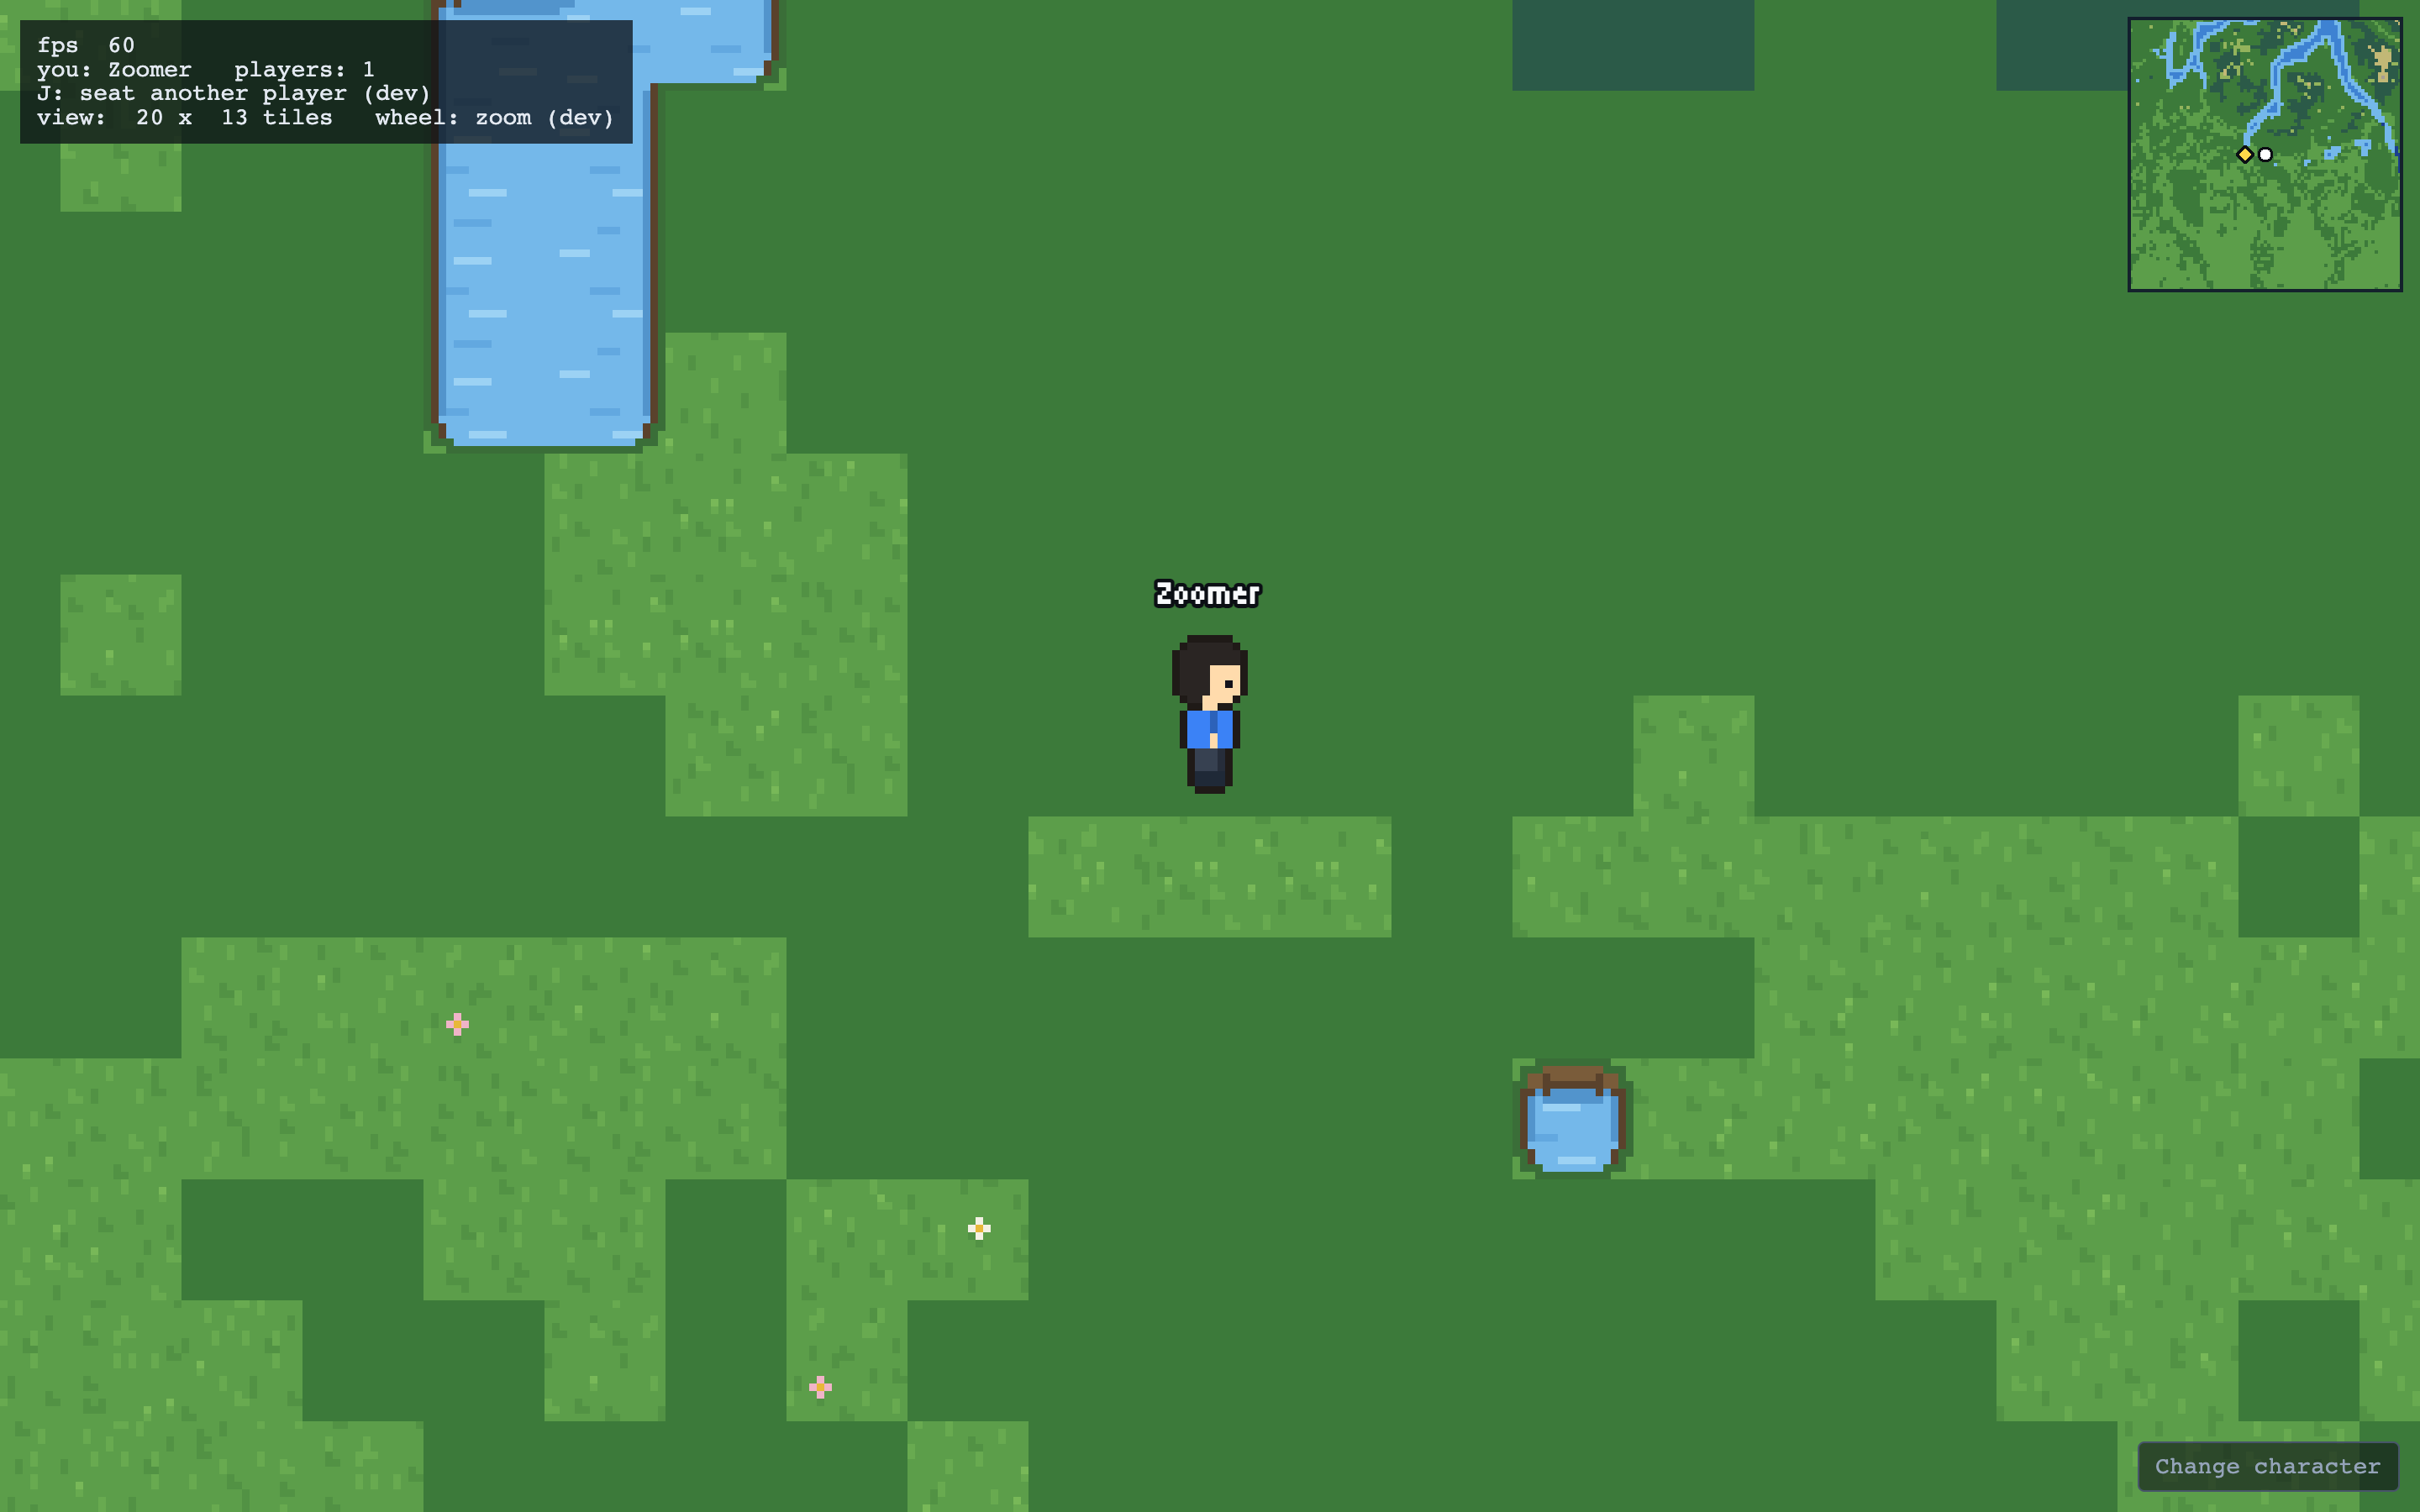 fps  60
you: Zoomer   players: 1
J: seat another player (dev)
view:  20 x  13 tiles   wheel: zoom (dev)
Zoomer
Change character